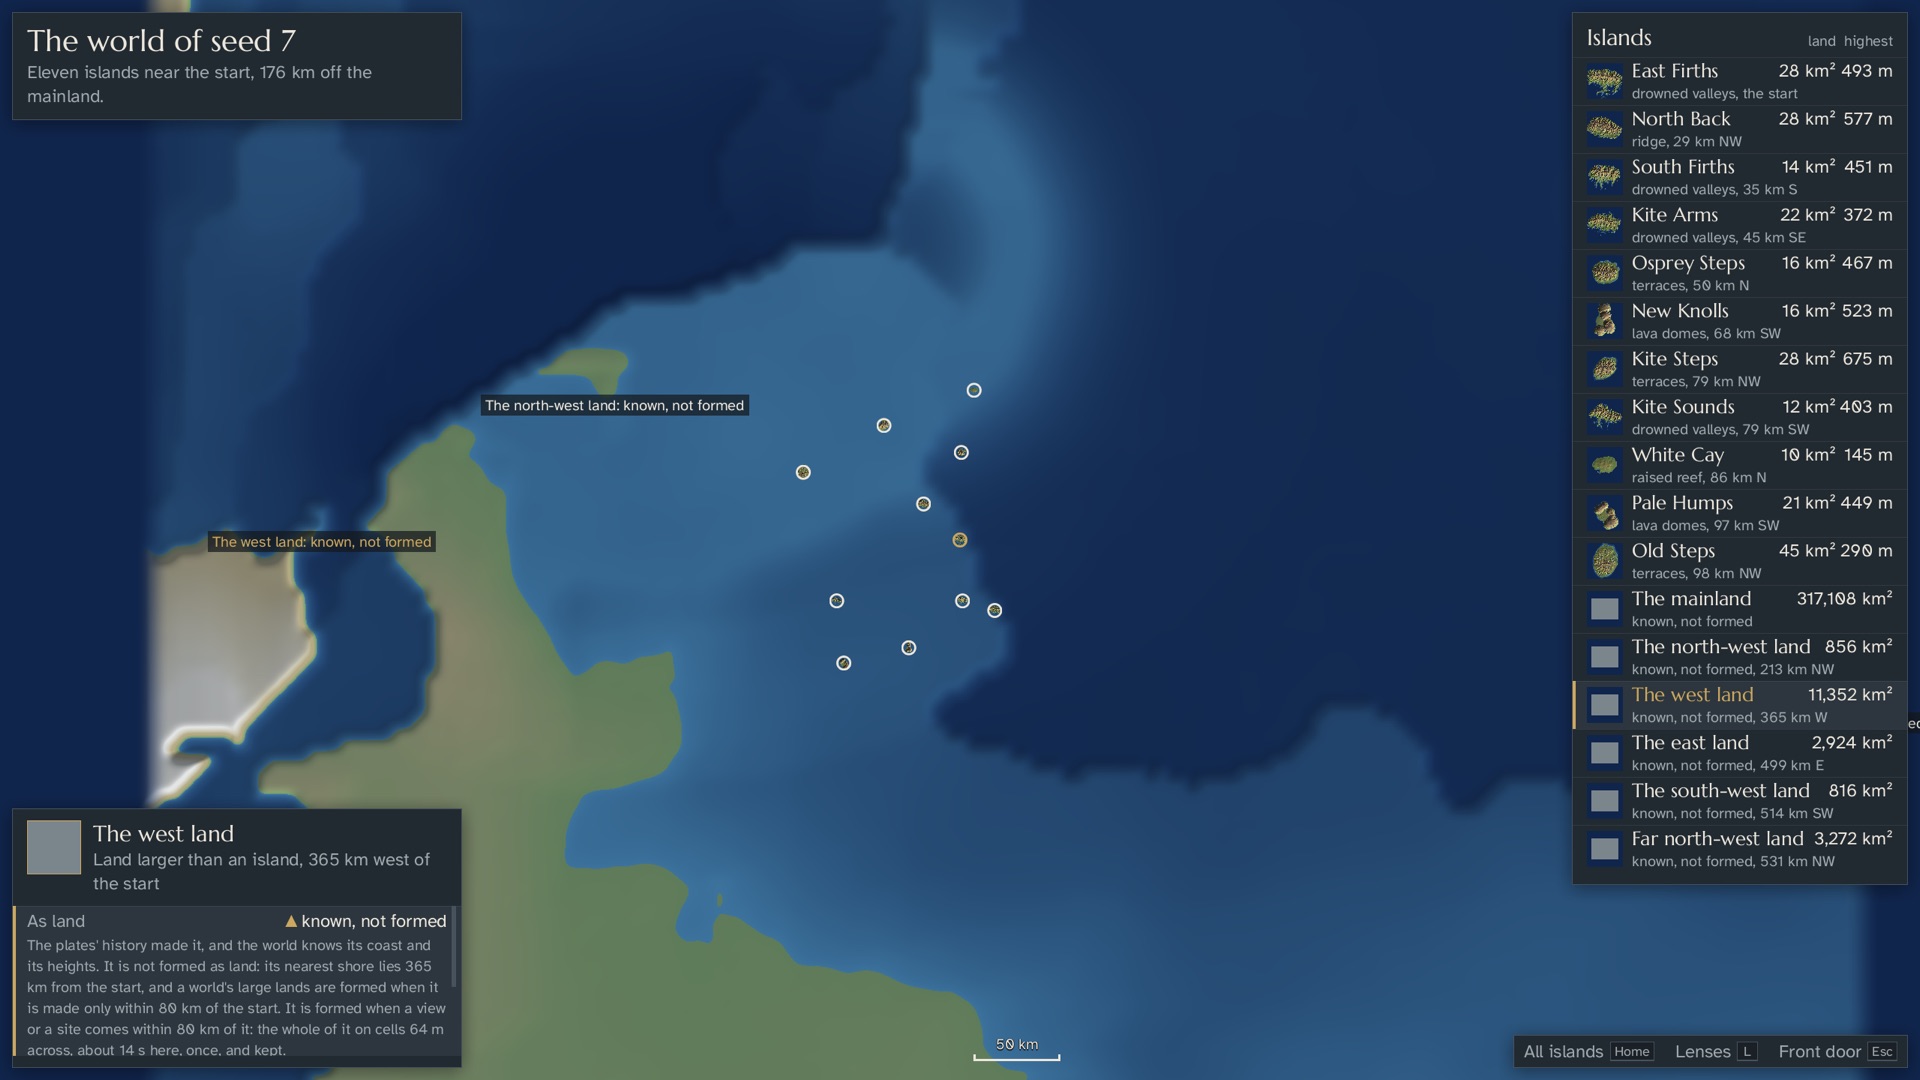 The world of seed 7
Eleven islands near the start, 176 km off the
mainland.
The north-west land: known, not formed
The west land: known, not formed
The west land
Land larger than an island, 365 km west of
the start
As land known, not formed
The plates' history made it, and the world knows its coast and
its heights. It is not formed as land: its nearest shore lies 365
km from the start, and a world's large lands are formed when it
is made only within 80 km of the start. It is formed when a view
or a site comes within 80 km of it: the whole of it on cells 64 m
across, about 14 s here, once, and kept.
50 km
Islands land highest
East Firths 28 km² 493 m
drowned valleys, the start
North Back 28 km² 577 m
ridge, 29 km NW
South Firths 14 km² 451 m
drowned valleys, 35 km S
Kite Arms 22 km² 372 m
drowned valleys, 45 km SE
Osprey Steps 16 km² 467 m
terraces, 50 km N
New Knolls 16 km² 523 m
lava domes, 68 km SW
Kite Steps 28 km² 675 m
terraces, 79 km NW
Kite Sounds 12 km² 403 m
drowned valleys, 79 km SW
White Cay 10 km² 145 m
raised reef, 86 km N
Pale Humps 21 km² 449 m
lava domes, 97 km SW
Old Steps 45 km² 290 m
terraces, 98 km NW
The mainland 317,108 km²
known, not formed
The north-west land 856 km²
known, not formed, 213 km NW
The west land 11,352 km²
known, not formed, 365 km W
The east land 2,924 km²
known, not formed, 499 km E
The south-west land 816 km²
known, not formed, 514 km SW
Far north-west land 3,272 km²
known, not formed, 531 km NW
All islands Home Lenses L Front door Esc